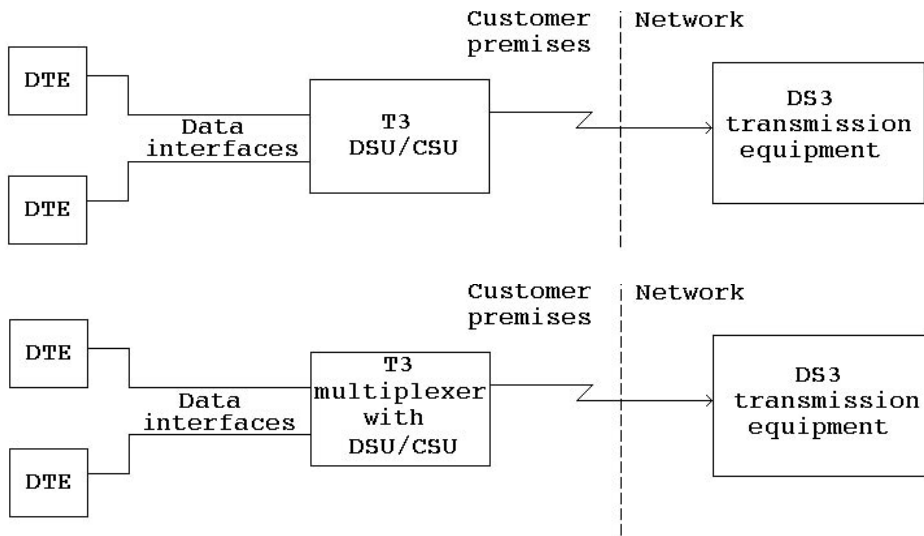 Customer
premises
Network
DTE
DTE
Data
interfaces
T3
DSU/CSU
DS3
transmission
equipment
Customer
premises
Network
DTE
DTE
Data
interfaces
T3
multiplexer
with
DSU/CSU
DS3
transmission
equipment